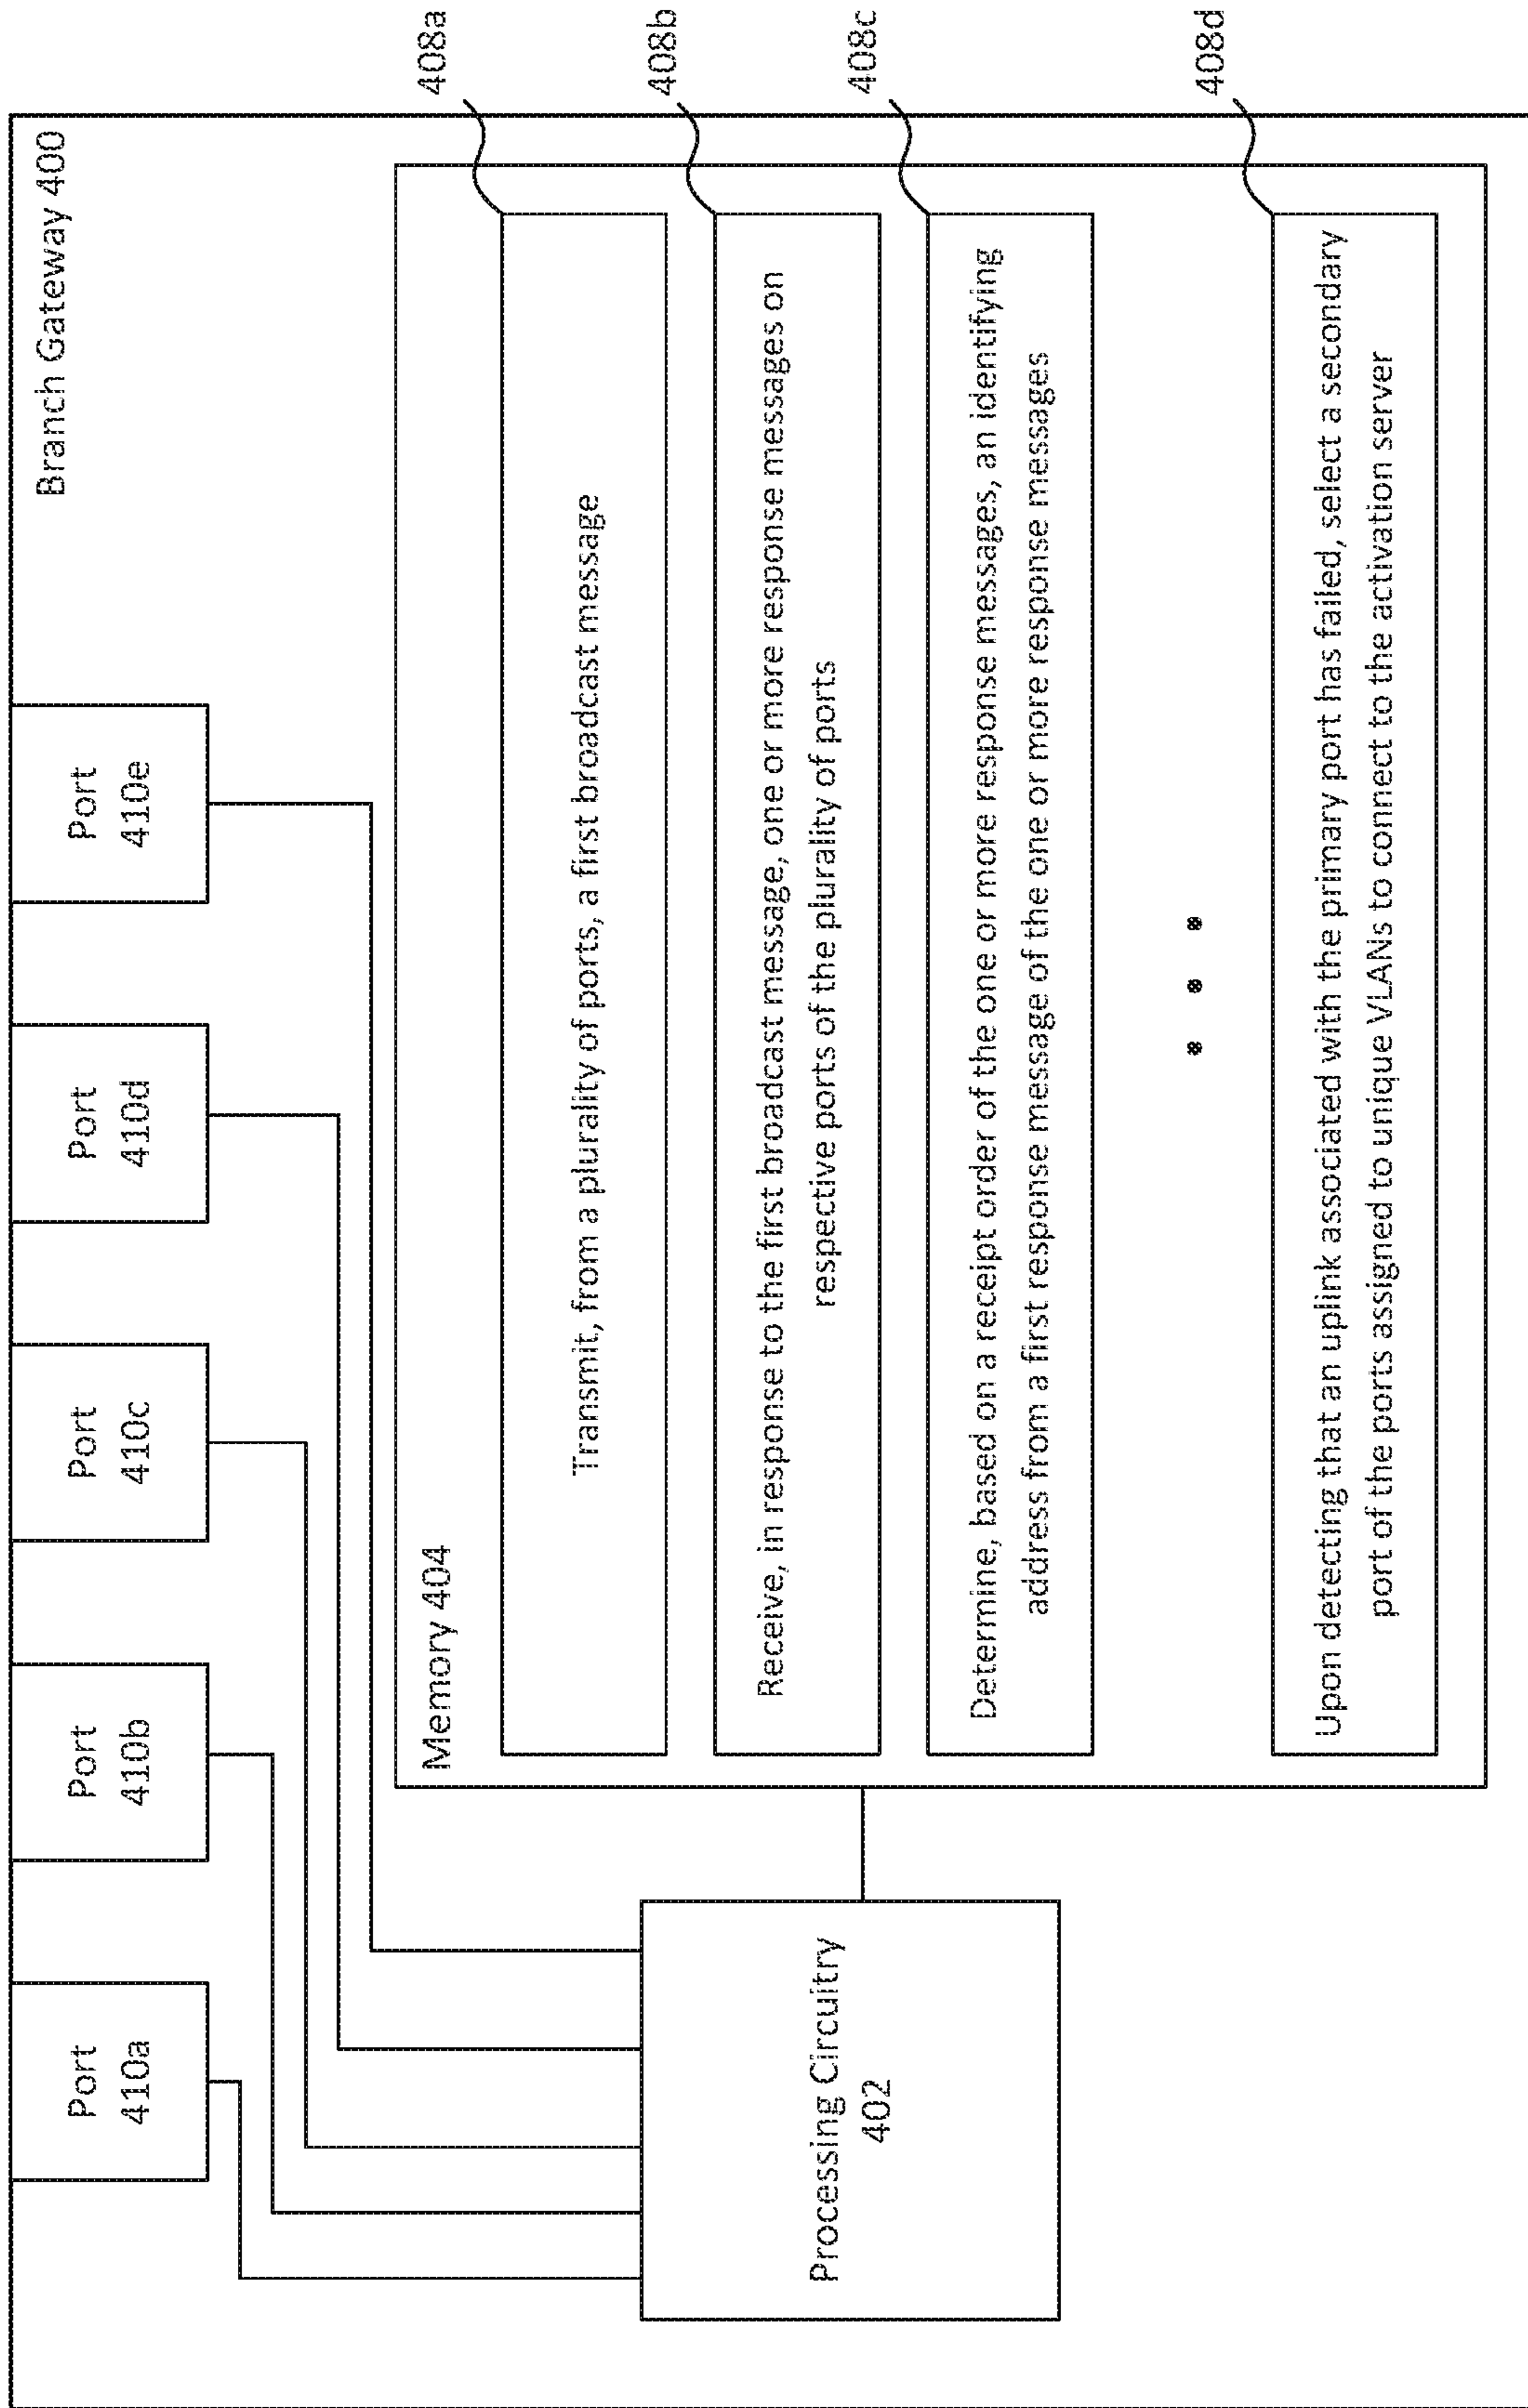 Branch Gateway 400
Port
410a
Port
410b
Port
410c
Port
410d
Port
410e
Processing Circuitry
402
Memory 404
408a
Transmit, from a plurality of ports, a first broadcast message
408b
Receive, in response to the first broadcast message, one or more response messages on
respective ports of the plurality of ports
408c
Determine, based on a receipt order of the one or more response messages, an identifying
address from a first response message of the one or more response messages
• • •
408d
Upon detecting that an uplink associated with the primary port has failed, select a secondary
port of the ports assigned to unique VLANs to connect to the activation server